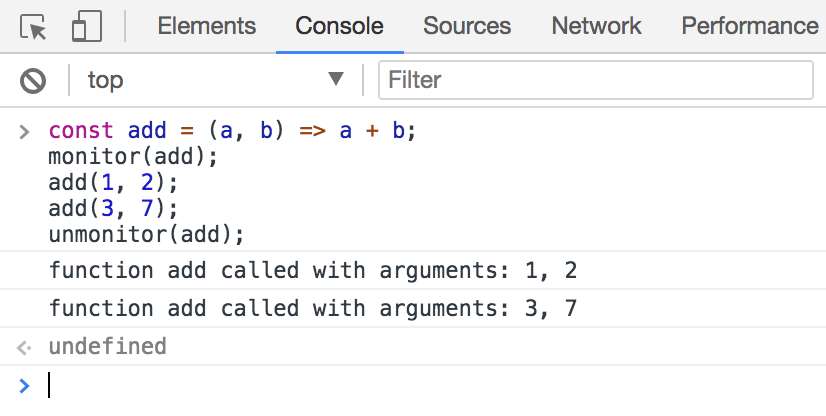 Elements Console Sources Network Performance
top Filter
const add = (a, b) => a + b;
monitor(add);
add(1, 2);
add(3, 7);
unmonitor(add);
function add called with arguments: 1, 2
function add called with arguments: 3, 7
undefined